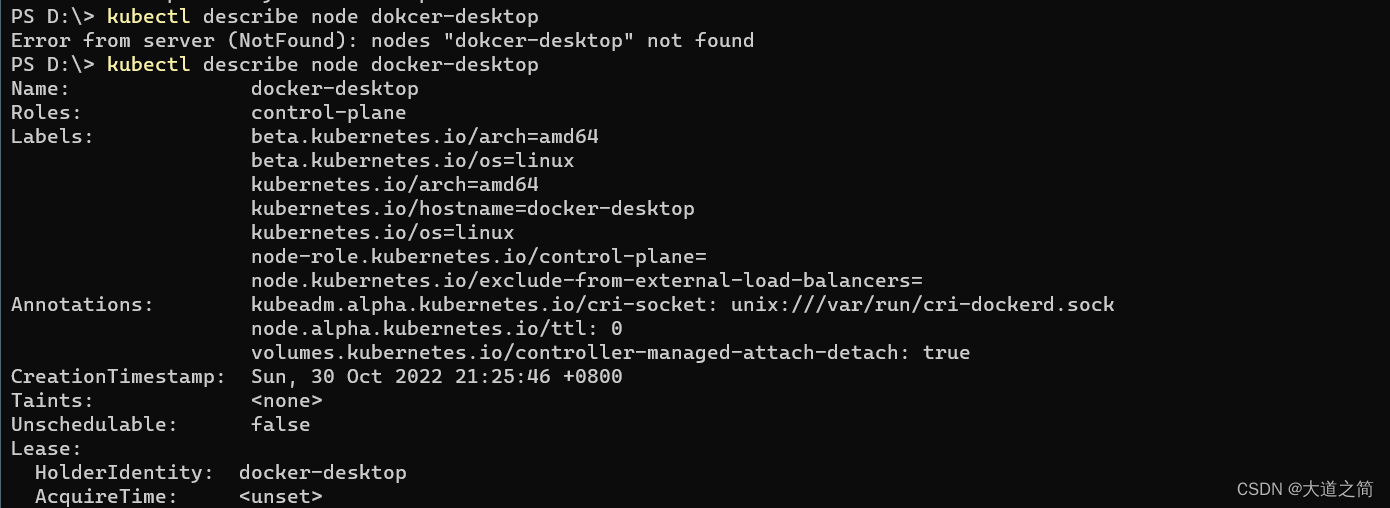 PS D:\> kubectl describe node dokcer-desktop
Error from server (NotFound): nodes "dokcer-desktop" not found
PS D:\> kubectl describe node docker-desktop
Name:               docker-desktop
Roles:              control-plane
Labels:             beta.kubernetes.io/arch=amd64
                    beta.kubernetes.io/os=linux
                    kubernetes.io/arch=amd64
                    kubernetes.io/hostname=docker-desktop
                    kubernetes.io/os=linux
                    node-role.kubernetes.io/control-plane=
                    node.kubernetes.io/exclude-from-external-load-balancers=
Annotations:        kubeadm.alpha.kubernetes.io/cri-socket: unix:///var/run/cri-dockerd.sock
                    node.alpha.kubernetes.io/ttl: 0
                    volumes.kubernetes.io/controller-managed-attach-detach: true
CreationTimestamp:  Sun, 30 Oct 2022 21:25:46 +0800
Taints:             <none>
Unschedulable:      false
Lease:
  HolderIdentity:  docker-desktop
  AcquireTime:     <unset>
CSDN @大道之简